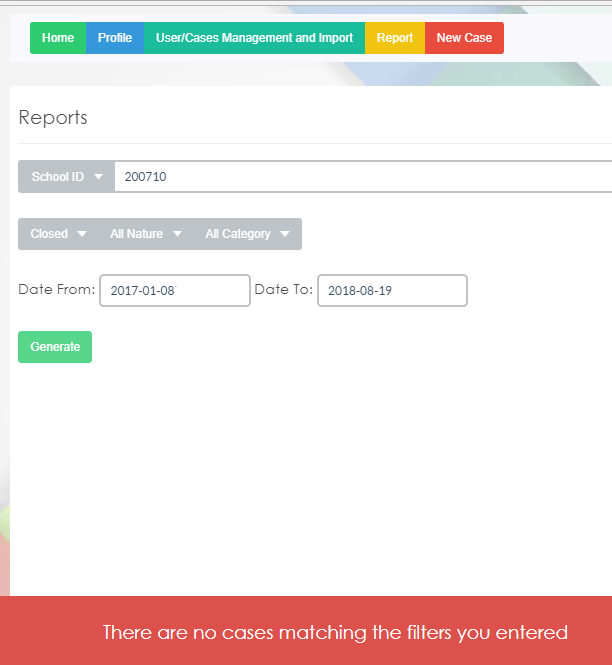 Home Profile User/Cases Management and Import Report New Case
Reports
School ID 200710
Closed All Nature All Category
Date From: 2017-01-08` Date To: 2018-08-19
Generate
There are no cases matching the filters you entered